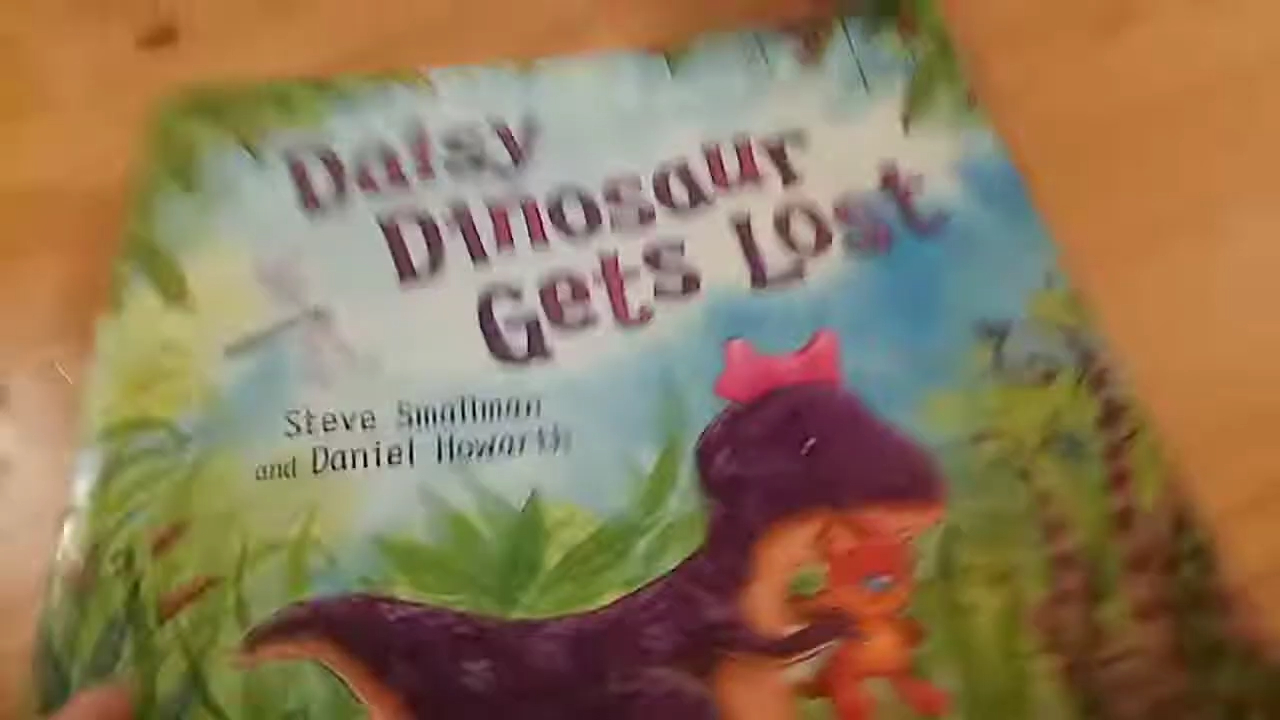 Daisy
Dinosaur
Gets Lost
Steve Smallman
and Daniel Howarth